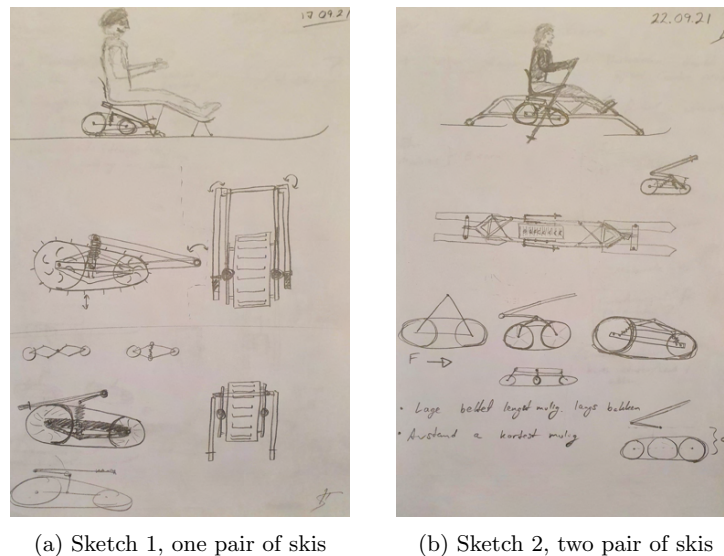 17.09.21
22.09.21
F
• Lage beltet lengst mulig. langs bakken
• Avstand a kortest mulig
a
(a) Sketch 1, one pair of skis
(b) Sketch 2, two pair of skis